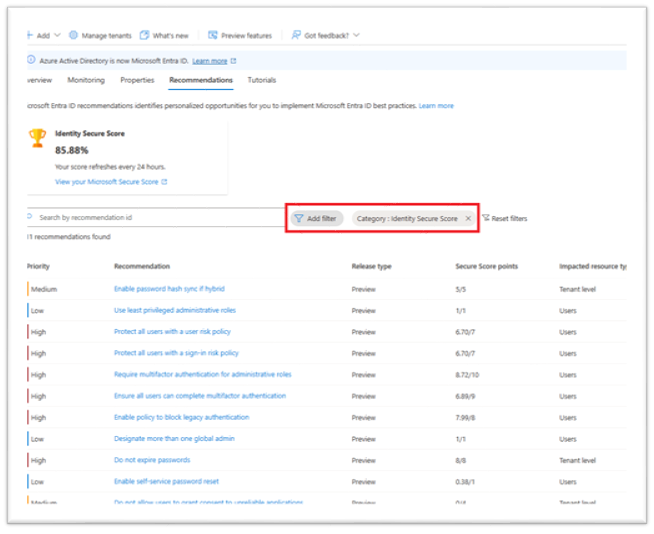 Add Manage tenants What's new Preview features Got feedback?
Azure Active Directory is now Microsoft Entra ID. Learn more
verview Monitoring Properties Recommendations Tutorials
crosoft Entra ID recommendations identifies personalized opportunities for you to implement Microsoft Entra ID best practices. Learn more
Identity Secure Score
85.88%
Your score refreshes every 24 hours.
View your Microsoft Secure Score
Search by recommendation id Add filter Category : Identity Secure Score × Reset filters
1 recommendations found
Priority Recommendation Release type Secure Score points Impacted resource ty
Medium Enable password hash sync if hybrid Preview 5/5 Tenant level
Low Use least privileged administrative roles Preview 1/1 Users
High Protect all users with a user risk policy Preview 6.70/7 Users
High Protect all users with a sign-in risk policy Preview 6.70/7 Users
High Require multifactor authentication for administrative roles Preview 8.72/10 Users
High Ensure all users can complete multifactor authentication Preview 6.89/9 Users
High Enable policy to block legacy authentication Preview 7.99/8 Users
Low Designate more than one global admin Preview 1/1 Users
High Do not expire passwords Preview 8/8 Tenant level
Low Enable self-service password reset Preview 0.38/1 Users
Medium Do not allow users to grant consent to unreliable applications Preview 0/4 Tenant level